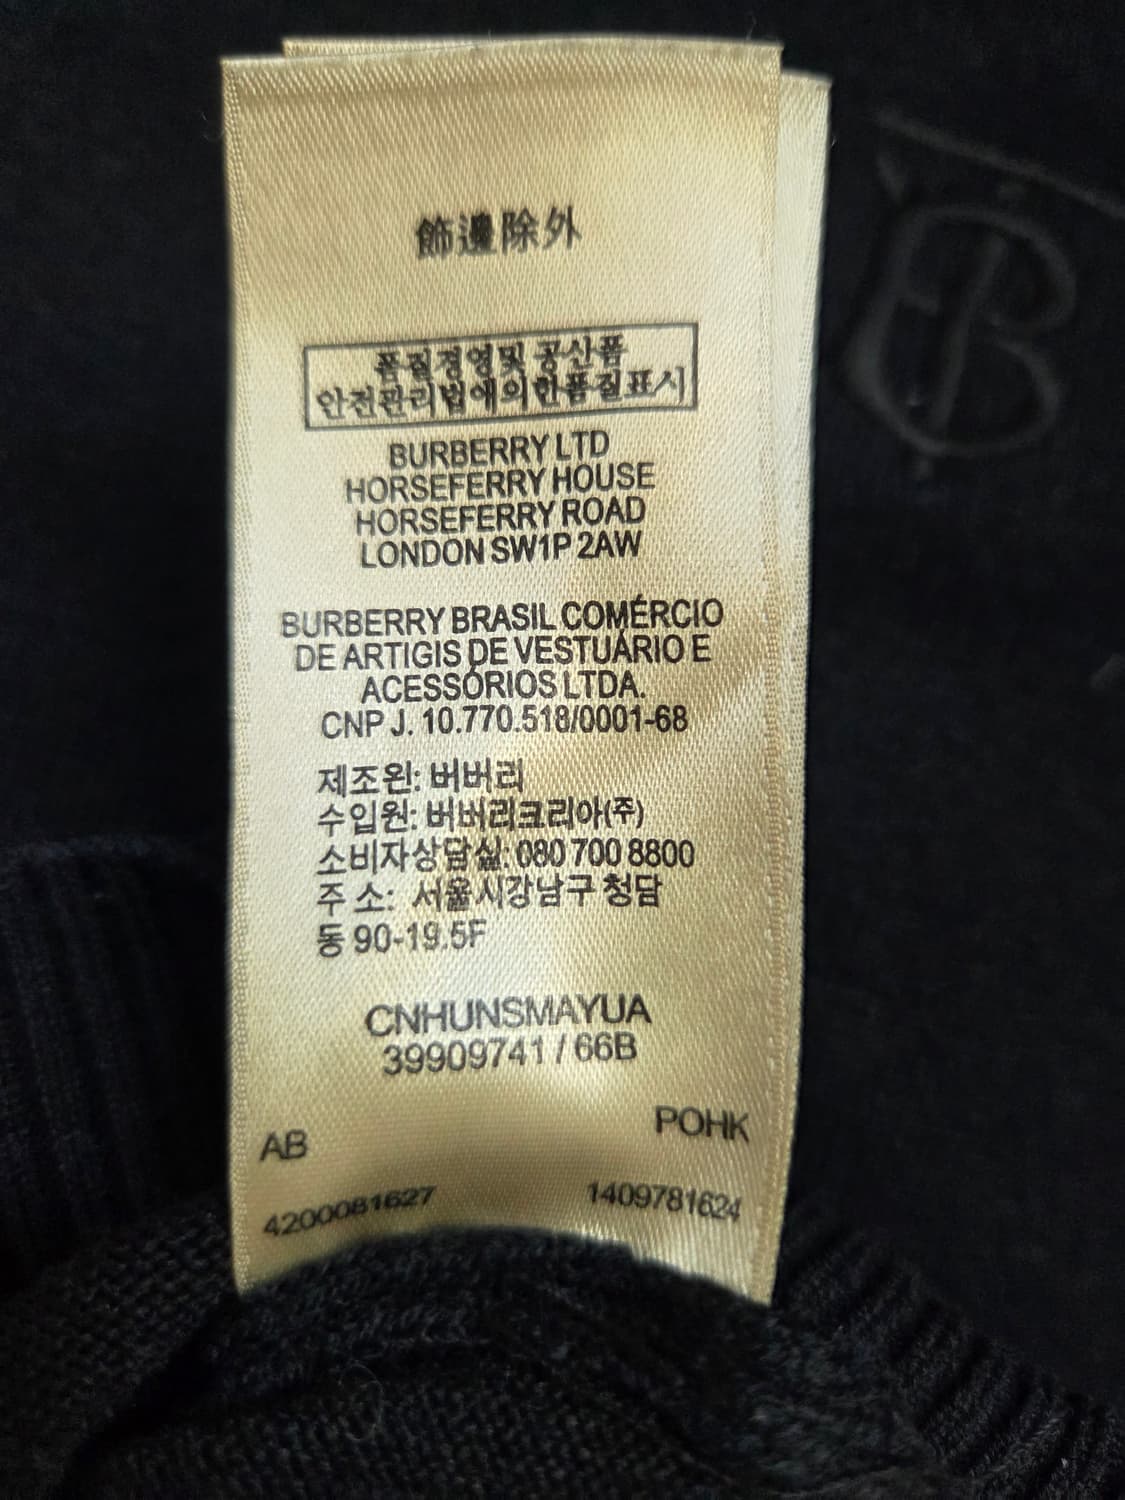 飾邊除外
품질경영및 공산품
안전관리법에의한품질표시
BURBERRY LTD
HORSEFERRY HOUSE
HORSEFERRY ROAD
LONDON SW1P 2AW
BURBERRY BRASIL COMÉRCIO
DE ARTIGIS DE VESTUÁRIO E
ACESSÓRIOS LTDA.
CNPJ. 10.770.518/0001-68
제조원: 버버리
수입원: 버버리크리아(주)
소비자상담실: 080 700 8800
주 소: 서울시강남구 청담
동 90-19.5F
CNHUNSMAYUA
39909741 / 66B
AB
POHK
4200081627
1409781624